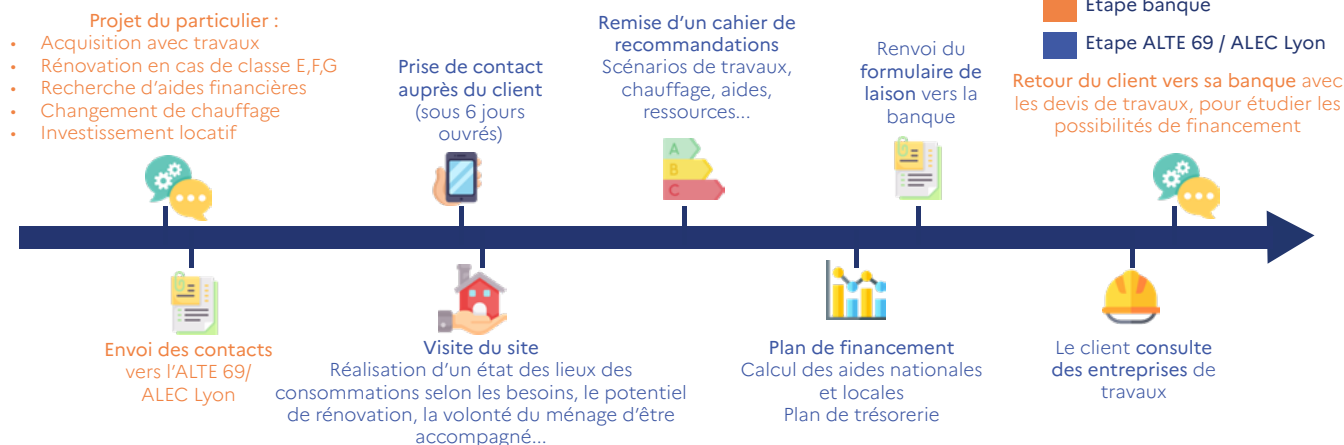 Projet du particulier :
• Acquisition avec travaux
• Rénovation en cas de classe E,F,G
• Recherche d'aides financières
• Changement de chauffage
• Investissement locatif
Prise de contact
auprès du client
(sous 6 jours
ouvrés)
Remise d'un cahier de
recommandations
Scénarios de travaux,
chauffage, aides,
ressources...
A
B
C
Renvoi du
formulaire de
laison vers la
banque
Etape banque
Etape ALTE 69 / ALEC Lyon
Retour du client vers sa banque avec
les devis de travaux, pour étudier les
possibilités de financement
Envoi des contacts
vers l'ALTE 69/
ALEC Lyon
Visite du site
Réalisation d'un état des lieux des
consommations selon les besoins, le potentiel
de rénovation, la volonté du ménage d'être
accompagné...
Plan de financement
Calcul des aides nationales
et locales
Plan de trésorerie
Le client consulte
des entreprises de
travaux